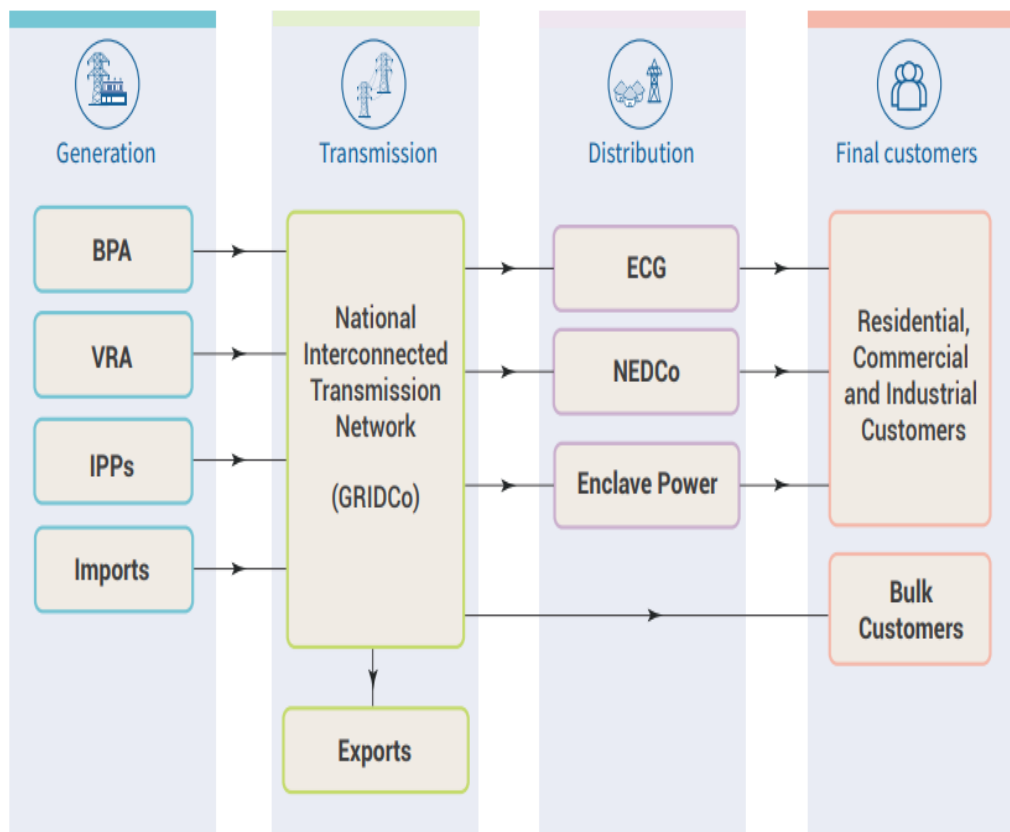 Generation
Transmission
Distribution
Final customers
BPA
VRA
IPPs
Imports
National
Interconnected
Transmission
Network
(GRIDCo)
Exports
ECG
NEDCo
Enclave Power
Residential,
Commercial
and Industrial
Customers
Bulk
Customers